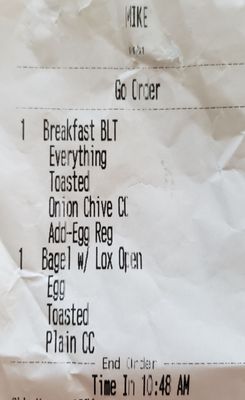 MIKE
Go Order
1 Breakfast BLT
Everything
Toasted
Onion Chive CC
Add-Egg Reg
1 Bagel w/ Lox Open
Egg
Toasted
Plain CC
End Order
Time In 10:48 AM